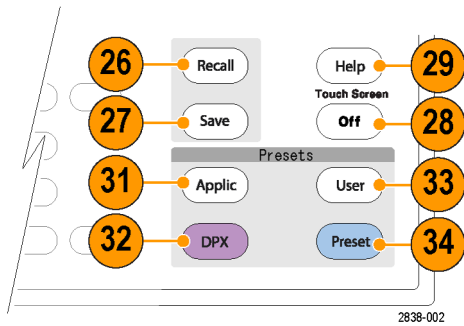 26 Recall Help 29
Touch Screen
27 Save Off 28
Presets
31 Applic User 33
32 DPX Preset 34
2838-002